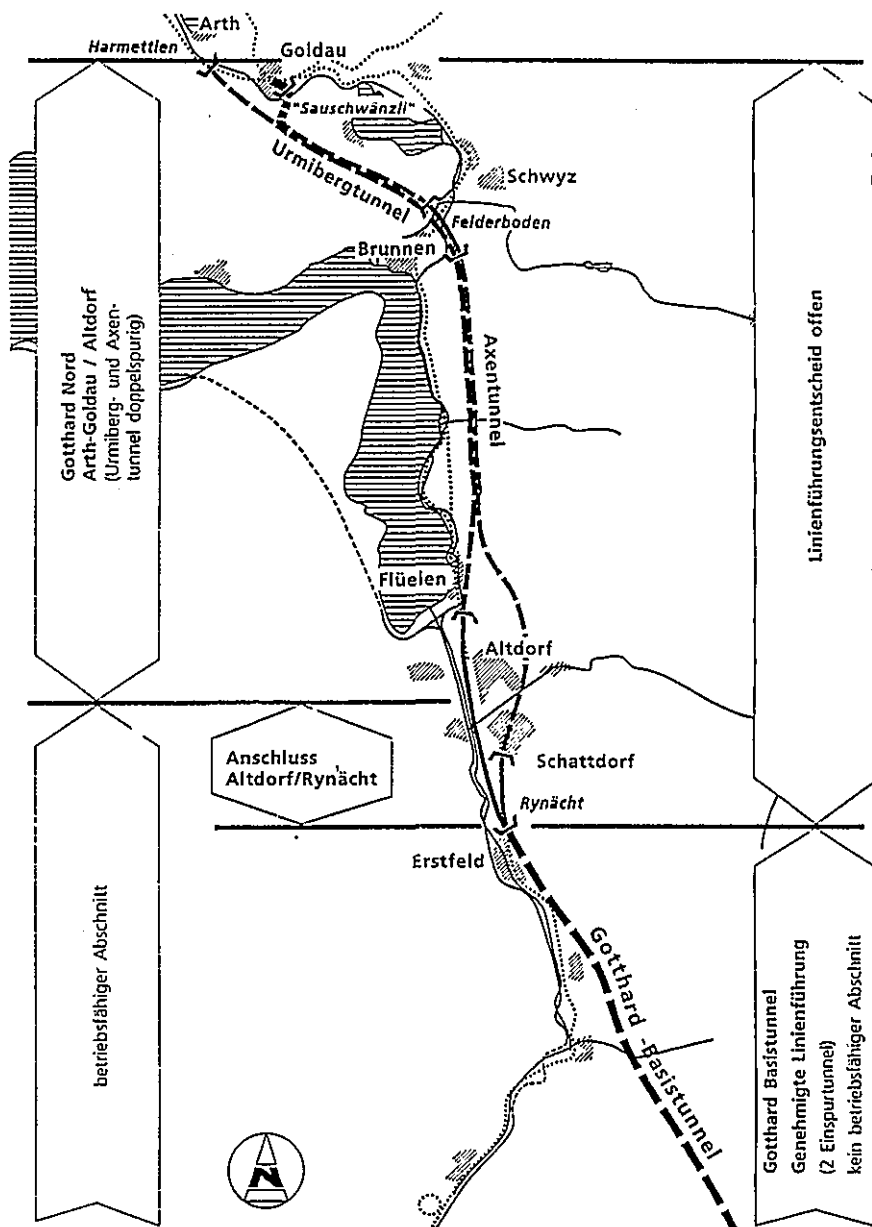 Arth
Harmettlen
Goldau
"Sauschwänzli"
Urmibergtunnel
Schwyz
Felderboden
Brunnen
Axentunnel
Flüelen
Altdorf
Schattdorf
Rynächt
Erstfeld
Gotthard -Basistunnel
Gotthard Nord
Arth-Goldau / Altdorf
(Urmiberg- und Axen-
tunnel doppelspurig)
Anschluss
Altdorf/Rynächt
betriebsfähiger Abschnitt
Linienführungsentscheid offen
Gotthard Basistunnel
Genehmigte Linienführung
(2 Einspurtunnel)
kein betriebsfähiger Abschnitt
N